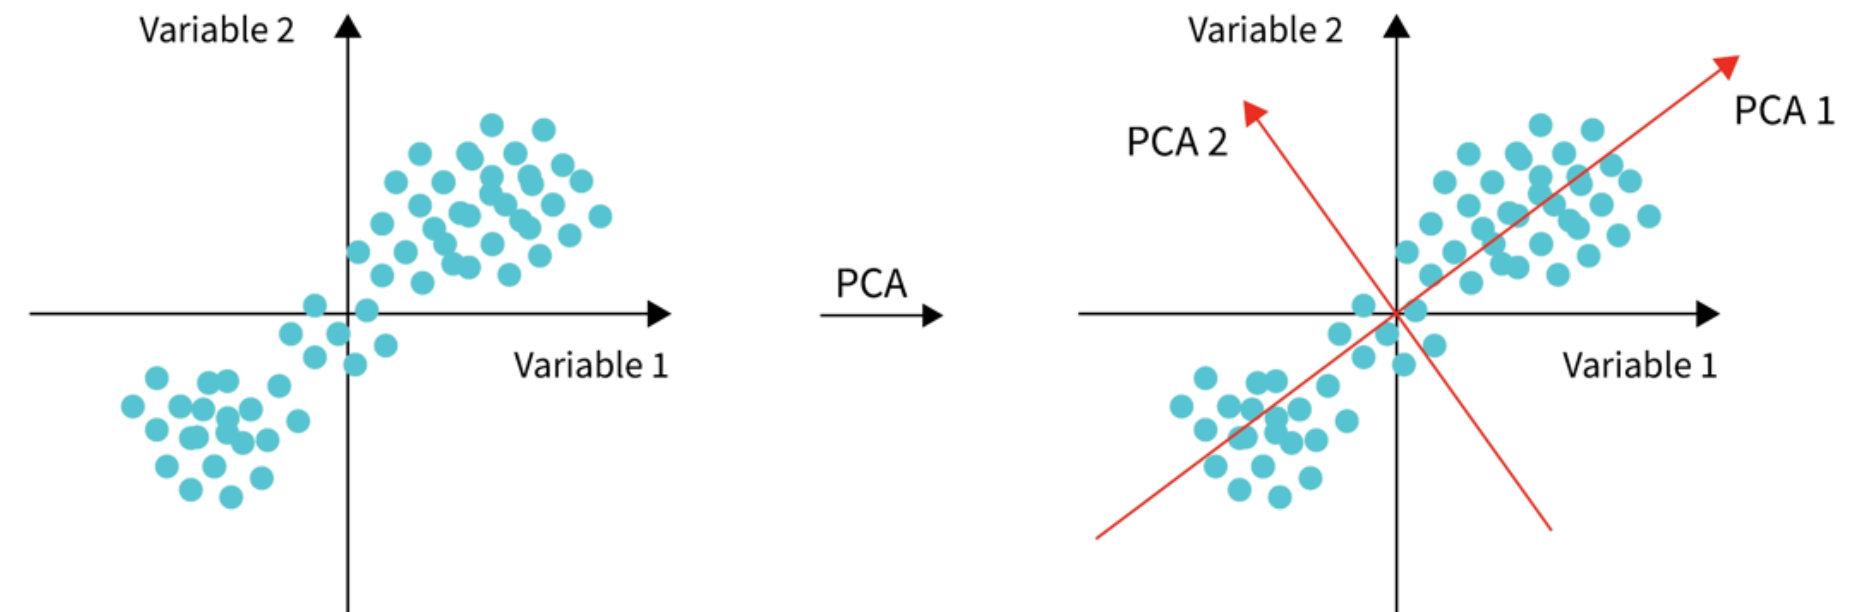 Variable 2
Variable 1
PCA
Variable 2
PCA 1
PCA 2
Variable 1